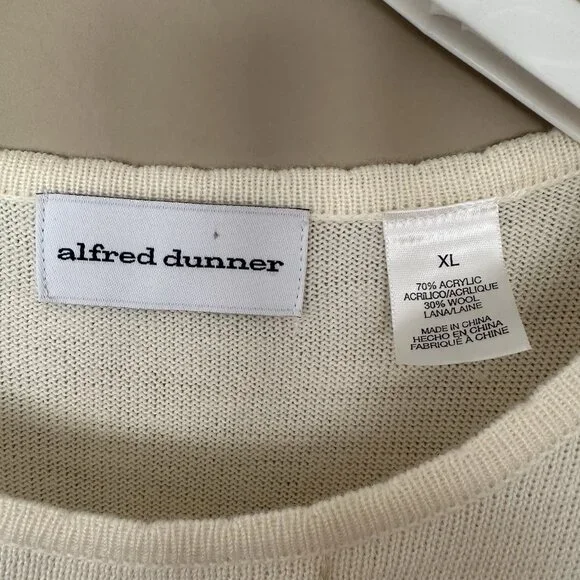 alfred dunner
XL
70% ACRYLIC
ACRILICO/ACRLIQUE
30% WOOL
LANA/LAINE
MADE IN CHINA
HECHO EN CHINA
FABRIQUÉ À CHINE